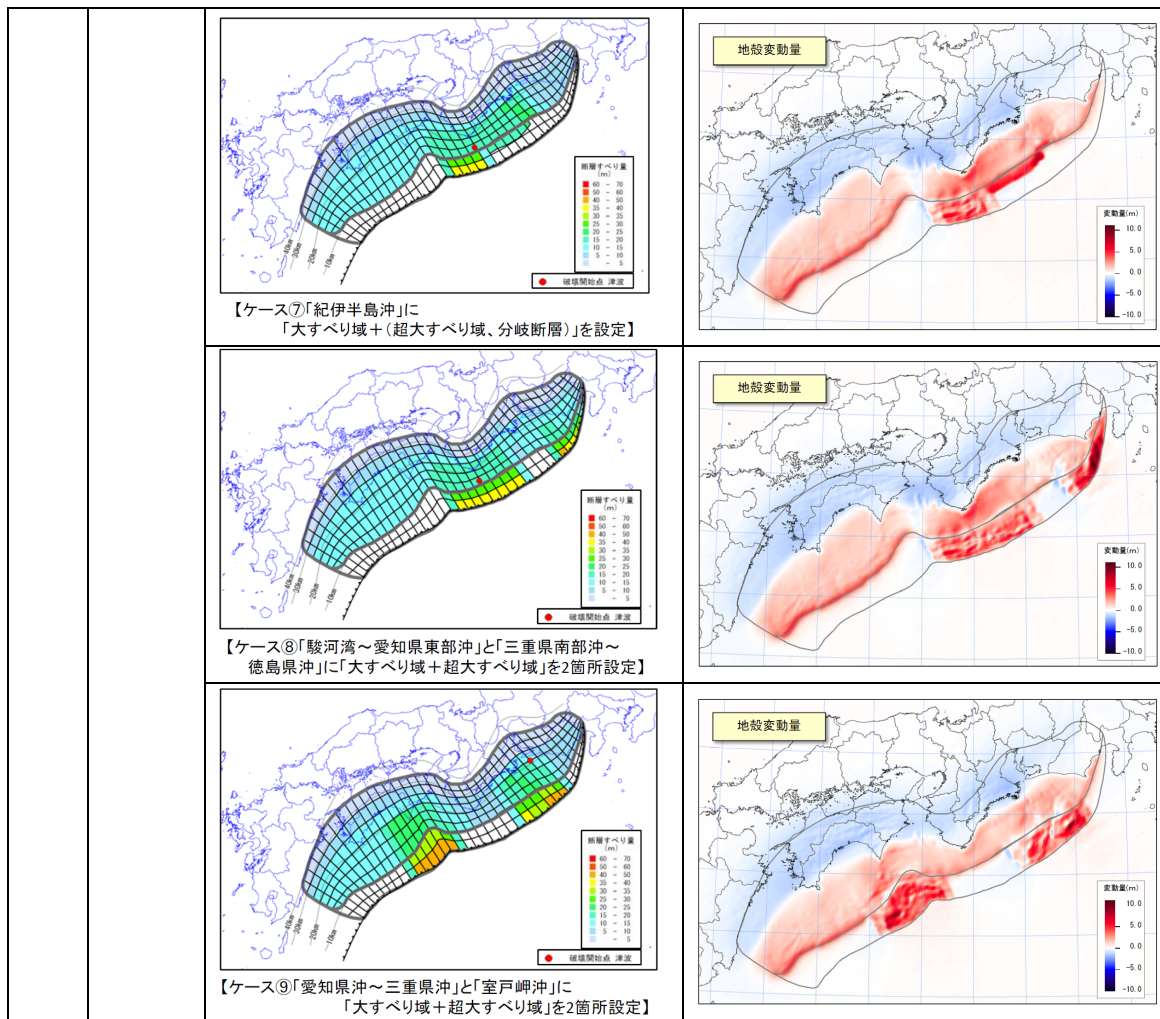 断層すべり量
(m)
60 - 70
50 - 60
40 - 50
35 - 40
30 - 35
25 - 30
20 - 25
15 - 20
10 - 15
5 - 10
- 5
40km
30km
20km
10km
破壊開始点 津波
【ケース⑦「紀伊半島沖」に
「大すべり域+(超大すべり域、分岐断層)」を設定】
地殻変動量
変動量(m)
10.0
5.0
0.0
-5.0
-10.0
断層すべり量
(m)
60 - 70
50 - 60
40 - 50
35 - 40
30 - 35
25 - 30
20 - 25
15 - 20
10 - 15
5 - 10
- 5
40km
30km
20km
10km
破壊開始点 津波
【ケース⑧「駿河湾~愛知県東部沖」と「三重県南部沖~
徳島県沖」に「大すべり域+超大すべり域」を2箇所設定】
地殻変動量
変動量(m)
10.0
5.0
0.0
-5.0
-10.0
断層すべり量
(m)
60 - 70
50 - 60
40 - 50
35 - 40
30 - 35
25 - 30
20 - 25
15 - 20
10 - 15
5 - 10
- 5
40km
30km
20km
10km
破壊開始点 津波
【ケース⑨「愛知県沖~三重県沖」と「室戸岬沖」に
「大すべり域+超大すべり域」を2箇所設定】
地殻変動量
変動量(m)
10.0
5.0
0.0
-5.0
-10.0